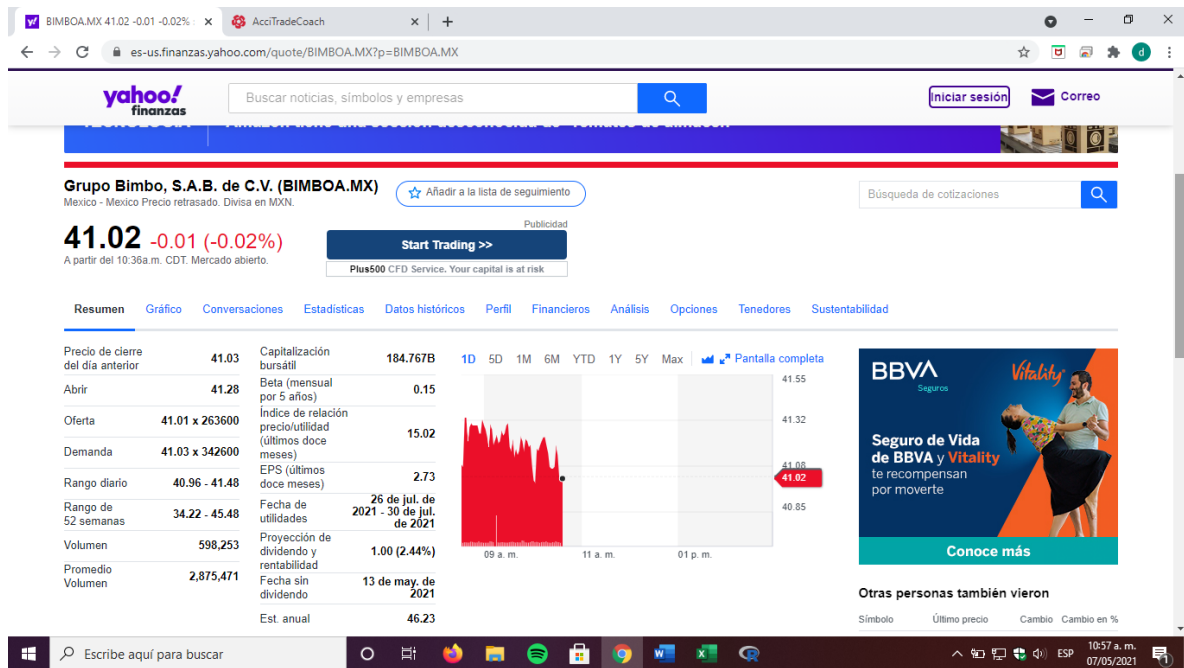 BIMBOA.MX 41.02 -0.01 -0.02% :
AcciTradeCoach
es-us.finanzas.yahoo.com/quote/BIMBOA.MX?p=BIMBOA.MX
d
yahoo!
finanzas
Buscar noticias, símbolos y empresas
Iniciar sesión
Correo
Grupo Bimbo, S.A.B. de C.V. (BIMBOA.MX)
Mexico - Mexico Precio retrasado. Divisa en MXN.
Añadir a la lista de seguimiento
Búsqueda de cotizaciones
41.02 -0.01 (-0.02%)
A partir del 10:36a.m. CDT. Mercado abierto.
Publicidad
Start Trading >>
Plus500 CFD Service. Your capital is at risk
Resumen Gráfico Conversaciones Estadísticas Datos históricos Perfil Financieros Análisis Opciones Tenedores Sustentabilidad
Precio de cierre
del día anterior 41.03
Abrir 41.28
Oferta 41.01 x 263600
Demanda 41.03 x 342600
Rango diario 40.96 - 41.48
Rango de
52 semanas 34.22 - 45.48
Volumen 598,253
Promedio
Volumen 2,875,471
Capitalización
bursátil 184.767B
Beta (mensual
por 5 años) 0.15
Índice de relación
precio/utilidad
(últimos doce
meses) 15.02
EPS (últimos
doce meses) 2.73
Fecha de
utilidades
26 de jul. de
2021 - 30 de jul.
de 2021
Proyección de
dividendo y
rentabilidad 1.00 (2.44%)
Fecha sin
dividendo
13 de may. de
2021
Est. anual 46.23
1D 5D 1M 6M YTD 1Y 5Y Max Pantalla completa
41.55
41.32
41.08
41.02
40.85
09 a. m. 11 a. m. 01 p. m.
BBVA
Seguros
Vitality
Seguro de Vida
de BBVA y Vitality
te recompensan
por moverte
Conoce más
Otras personas también vieron
Símbolo Último precio Cambio Cambio en %
Escribe aquí para buscar
ESP
10:57 a. m.
07/05/2021
1